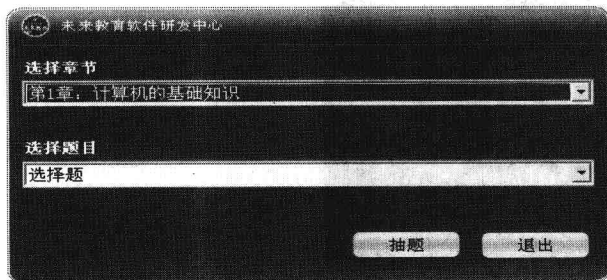 未来教育软件研发中心
选择章节
第1章：计算机的基础知识
选择题目
选择题
抽题
退出